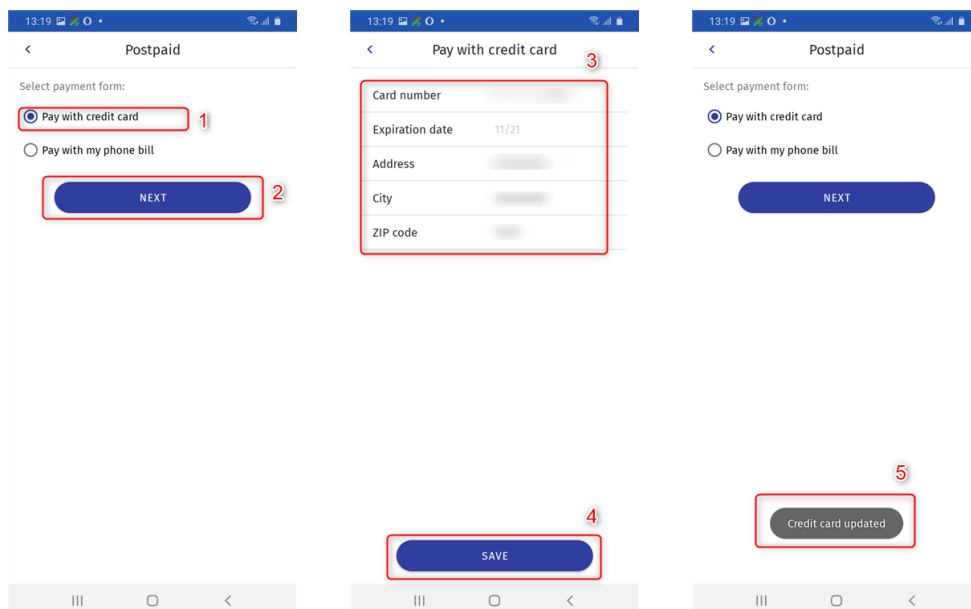 13:19
Postpaid
Select payment form:
Pay with credit card
1
Pay with my phone bill
NEXT
2
13:19
Pay with credit card
3
Card number
Expiration date 11/21
Address
City
ZIP code
4
SAVE
13:19
Postpaid
Select payment form:
Pay with credit card
Pay with my phone bill
NEXT
5
Credit card updated